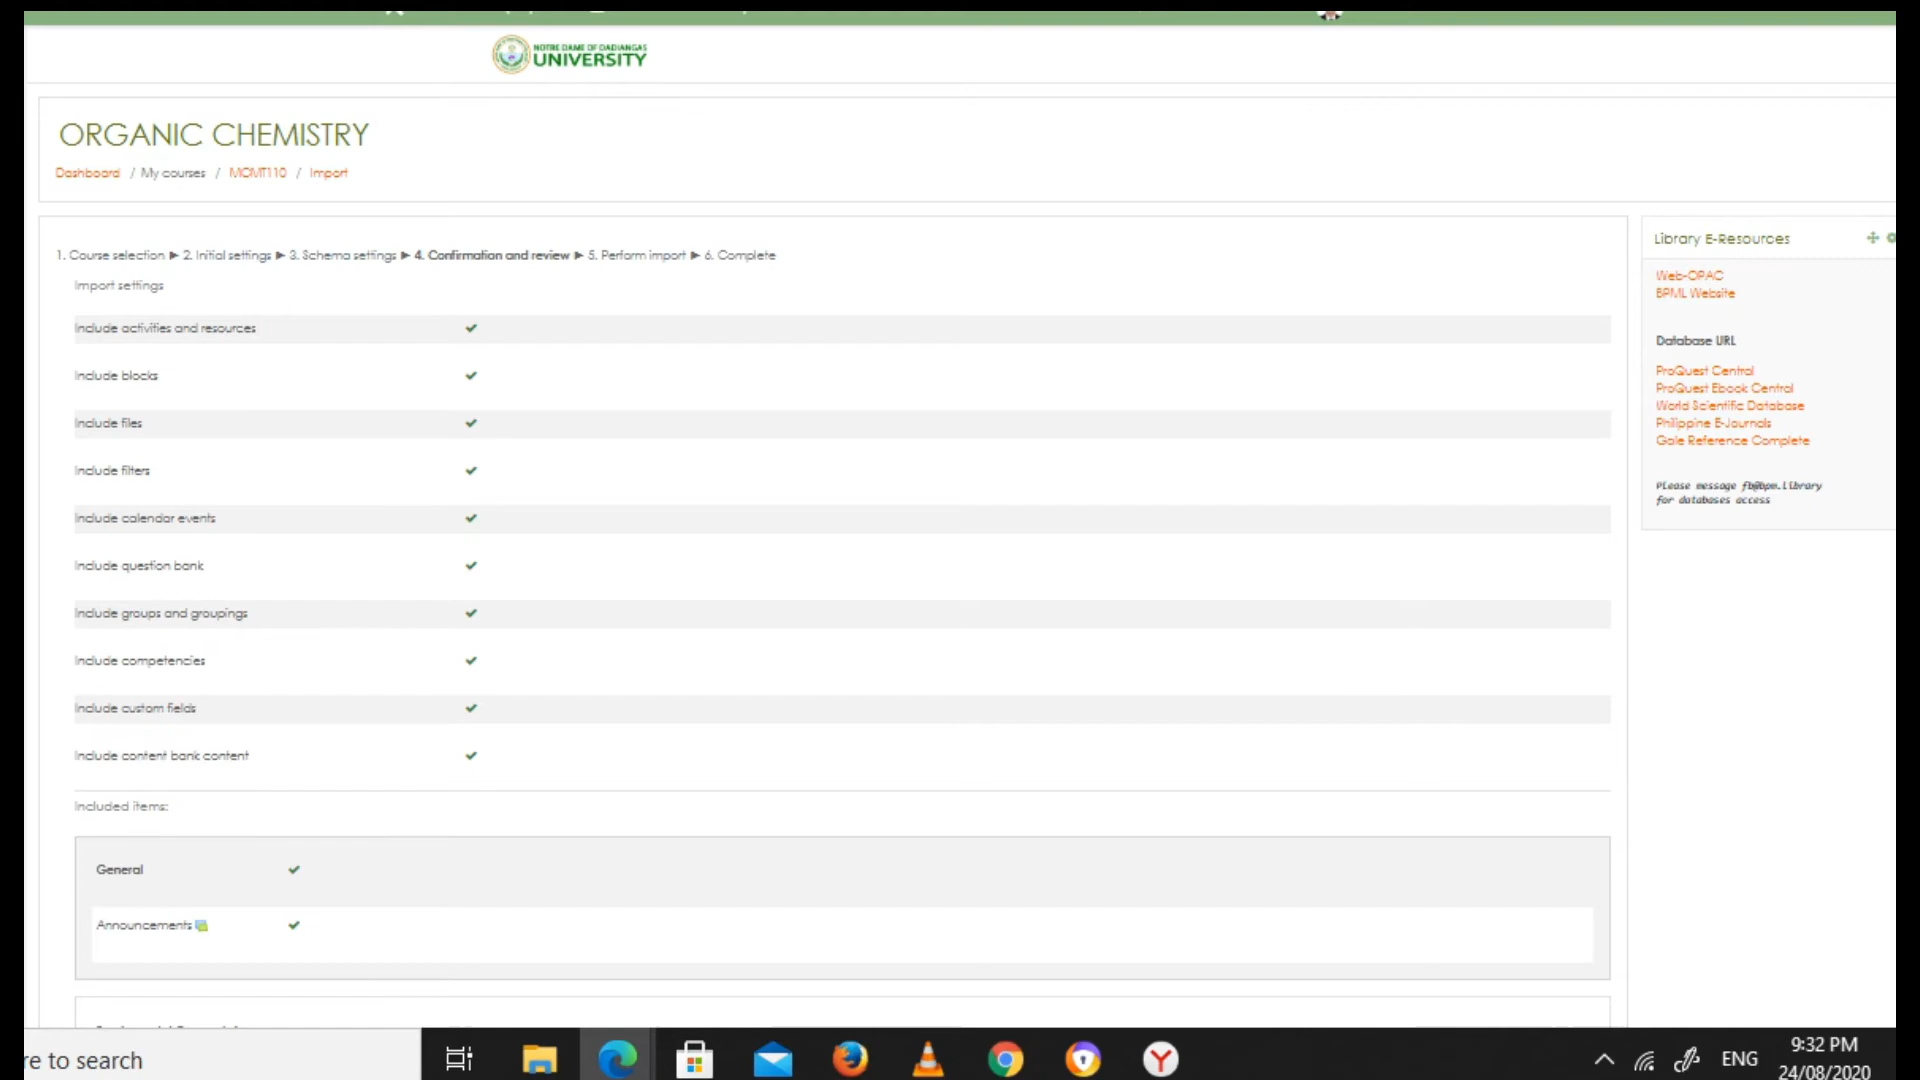 NOTRE DAME OF DADIANGAS
UNIVERSITY
ORGANIC CHEMISTRY
Dashboard / My courses / MCMT110 / Import
1. Course selection ► 2. Initial settings ► 3. Schema settings ► 4. Confirmation and review ► 5. Perform import ► 6. Complete
Import settings
Include activities and resources
Include blocks
Include files
Include filters
Include calendar events
Include question bank
Include groups and groupings
Include competencies
Include custom fields
Include content bank content
Included items:
General
Announcements
Library E-Resources
Web-OPAC
BPML Website
Database URL
ProQuest Central
ProQuest Ebook Central
World Scientific Database
Philippine E-Journals
Gale Reference Complete
Please message fb@bpm.library
for databases access
re to search
ENG
9:32 PM
24/08/2020